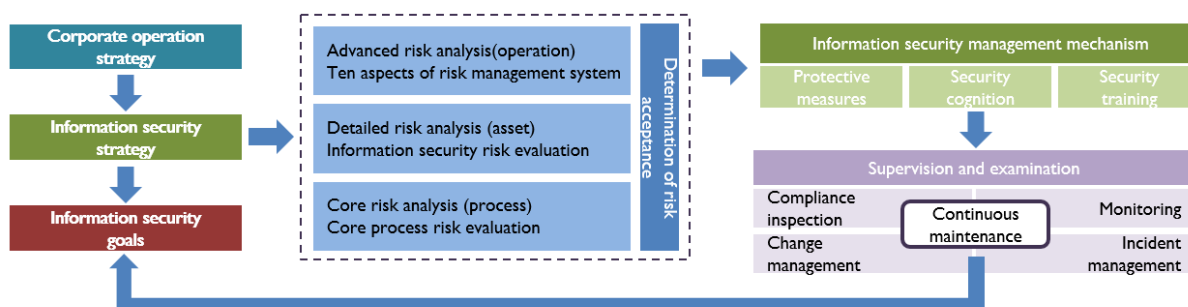 Corporate operation
strategy
Information security
strategy
Information security
goals
Advanced risk analysis(operation)
Ten aspects of risk management system
Detailed risk analysis (asset)
Information security risk evaluation
Core risk analysis (process)
Core process risk evaluation
Determination of risk
acceptance
Information security management mechanism
Protective
measures
Security
cognition
Security
training
Supervision and examination
Compliance
inspection
Monitoring
Continuous
maintenance
Change
management
Incident
management